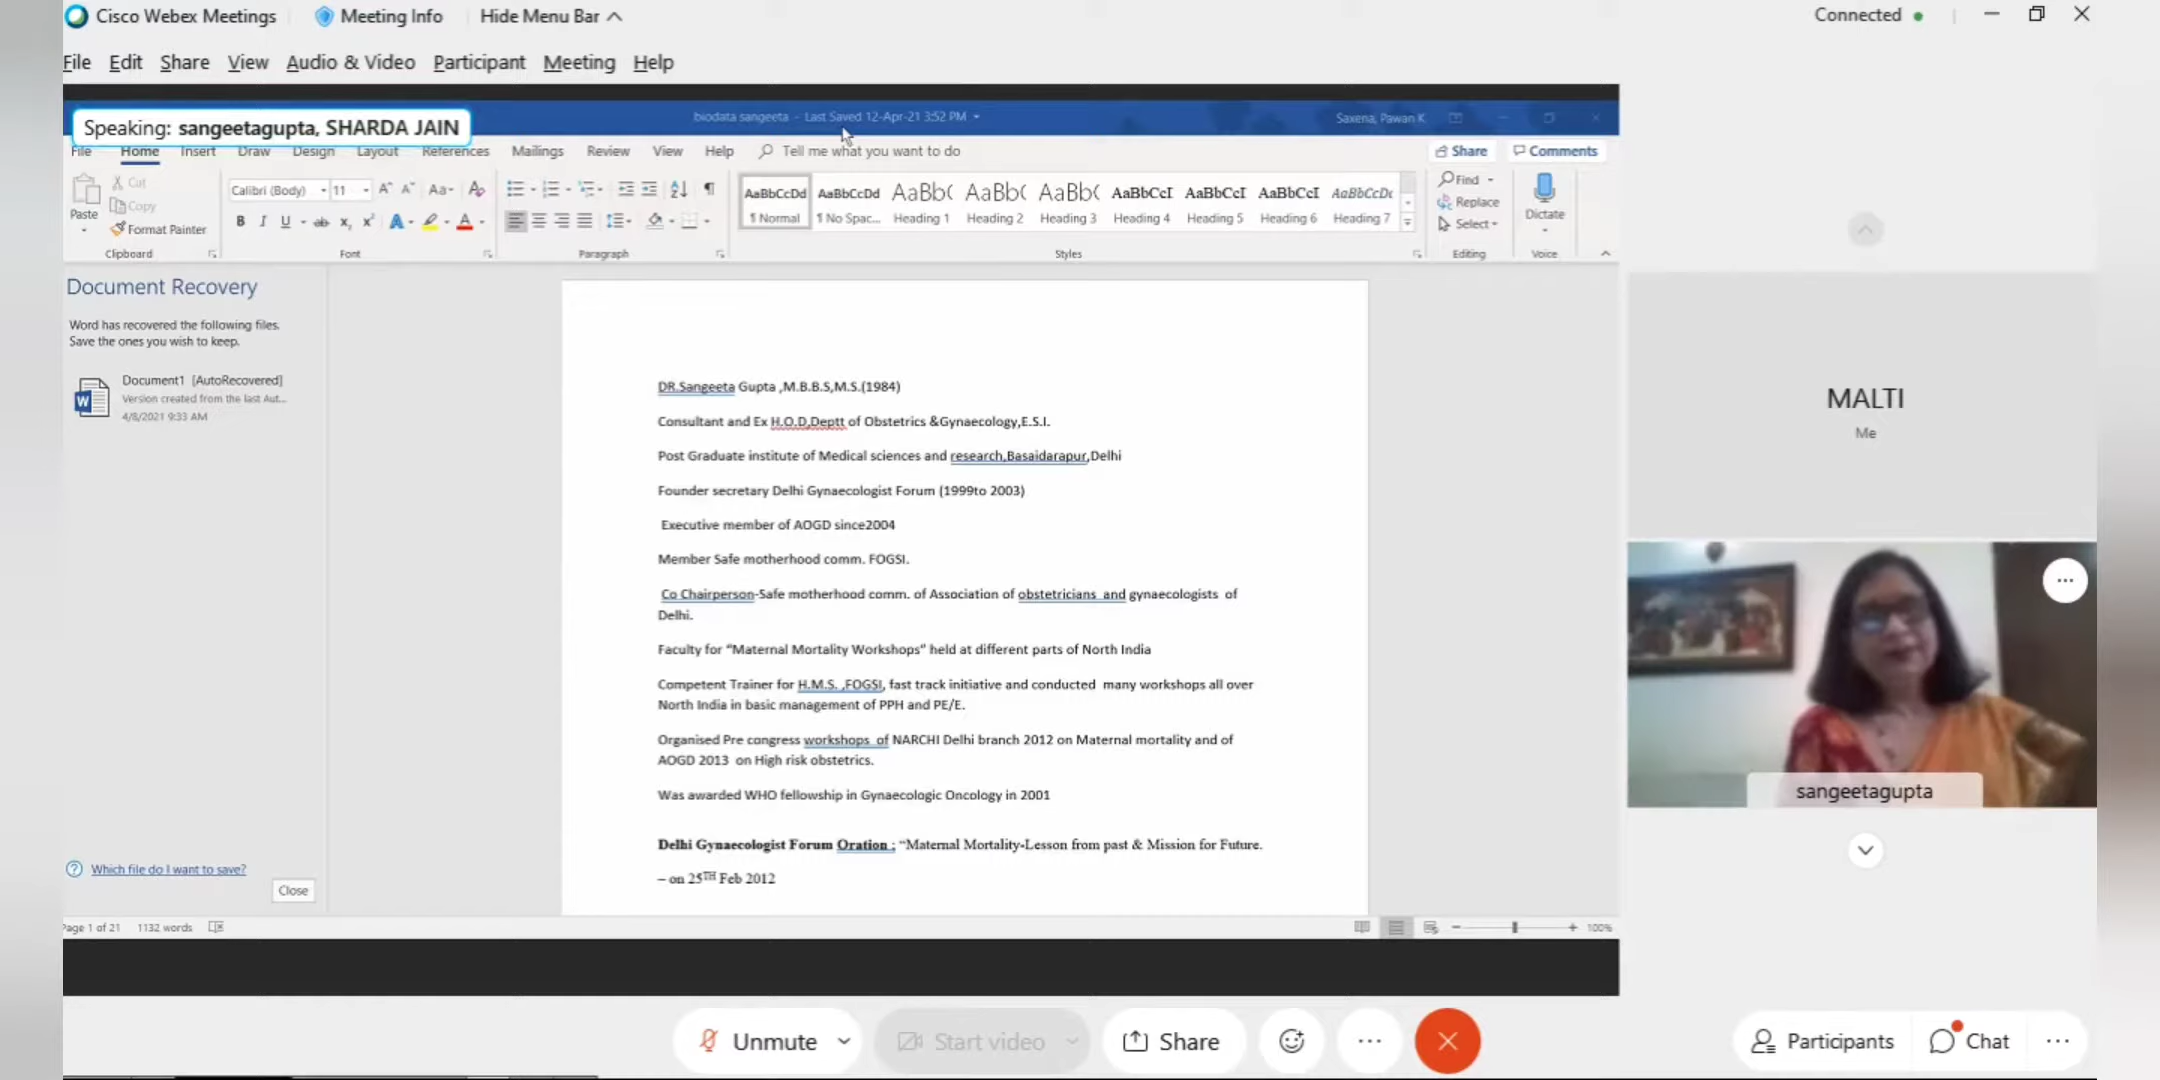 Cisco Webex Meetings Meeting Info Hide Menu Bar Connected
File Edit Share View Audio & Video Participant Meeting Help
Speaking: sangeetagupta, SHARDA JAIN
biodata sangeeta - Last Saved 12-Apr-21 3:52 PM Saxena, Pawan K
File Home Insert Draw Design Layout References Mailings Review View Help Tell me what you want to do Share Comments
Paste
Cut
Copy
Format Painter
Clipboard
Calibri (Body) 11
Font
Paragraph
AaBbCcDd AaBbCcDd AaBb( AaBb( AaBb( AaBbCcI AaBbCcI AaBbCcI AaBbCcDc
¶ Normal ¶ No Spac... Heading 1 Heading 2 Heading 3 Heading 4 Heading 5 Heading 6 Heading 7
Styles
Find
Replace
Select
Editing
Dictate
Voice
Document Recovery
Word has recovered the following files.
Save the ones you wish to keep.
Document1 [AutoRecovered]
Version created from the last Aut...
4/8/2021 9:33 AM
Which file do I want to save?
Close
DR.Sangeeta Gupta ,M.B.B.S,M.S.(1984)
Consultant and Ex H.O.D,Deptt of Obstetrics &Gynaecology,E.S.I.
Post Graduate institute of Medical sciences and research,Basaidarapur,Delhi
Founder secretary Delhi Gynaecologist Forum (1999to 2003)
Executive member of AOGD since2004
Member Safe motherhood comm. FOGSI.
Co Chairperson-Safe motherhood comm. of Association of obstetricians and gynaecologists of
Delhi.
Faculty for “Maternal Mortality Workshops” held at different parts of North India
Competent Trainer for H.M.S. ,FOGSI, fast track initiative and conducted many workshops all over
North India in basic management of PPH and PE/E.
Organised Pre congress workshops of NARCHI Delhi branch 2012 on Maternal mortality and of
AOGD 2013 on High risk obstetrics.
Was awarded WHO fellowship in Gynaecologic Oncology in 2001
Delhi Gynaecologist Forum Oration : “Maternal Mortality-Lesson from past & Mission for Future.
– on 25TH Feb 2012
Page 1 of 21 1132 words 100%
MALTI
Me
sangeetagupta
Unmute Start video Share Participants Chat